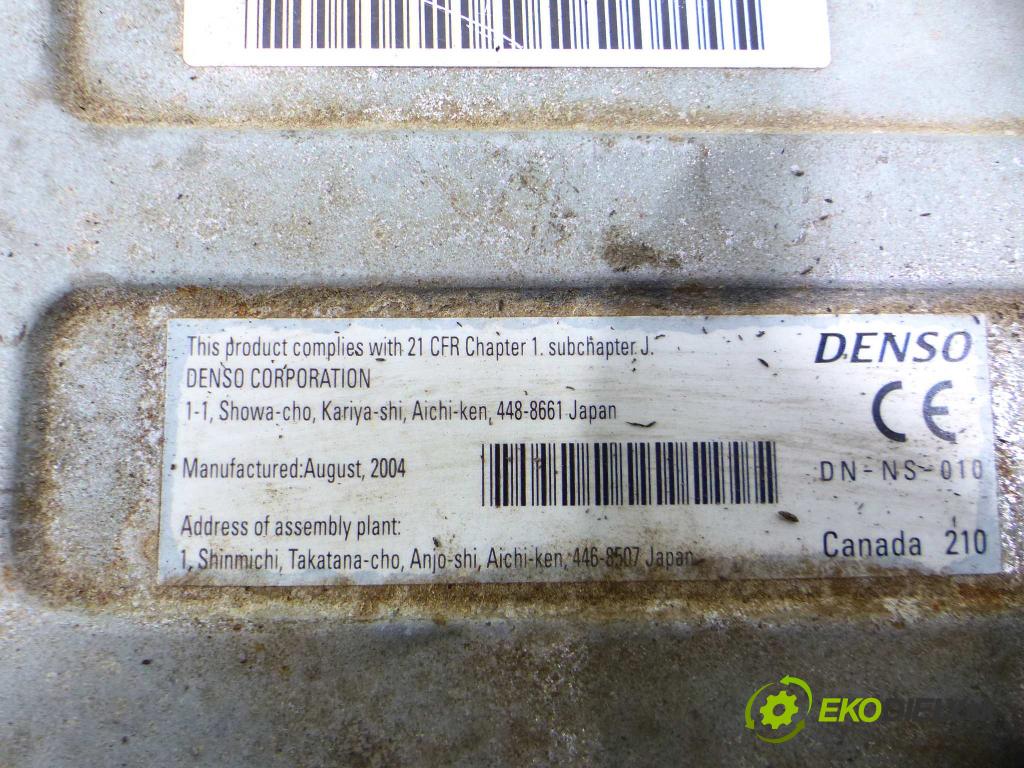 This product complies with 21 CFR Chapter 1. subchapter J.
DENSO
DENSO CORPORATION
CE
1-1, Showa-cho, Kariya-shi, Aichi-ken, 448-8661 Japan
Manufactured:August, 2004
DN-NS-010
Address of assembly plant:
Canada 210
1, Shinmichi, Takatana-cho, Anjo-shi, Aichi-ken, 446-8507 Japan
EKO